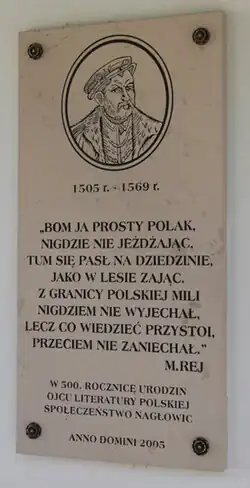 1505 r. - 1569 r.
„BOM JA PROSTY POLAK,
NIGDZIE NIE JEŻDŻAJĄC,
TUM SIĘ PASŁ NA DZIEDZINIE,
JAKO W LESIE ZAJĄC.
Z GRANICY POLSKIEJ MILI
NIGDZIEM NIE WYJECHAŁ,
LECZ CO WIEDZIEĆ PRZYSTOI,
PRZECIEM NIE ZANIECHAŁ.”
M.REJ
W 500. ROCZNICĘ URODZIN
OJCU LITERATURY POLSKIEJ
SPOŁECZEŃSTWO NAGŁOWIC
ANNO DOMINI 2005